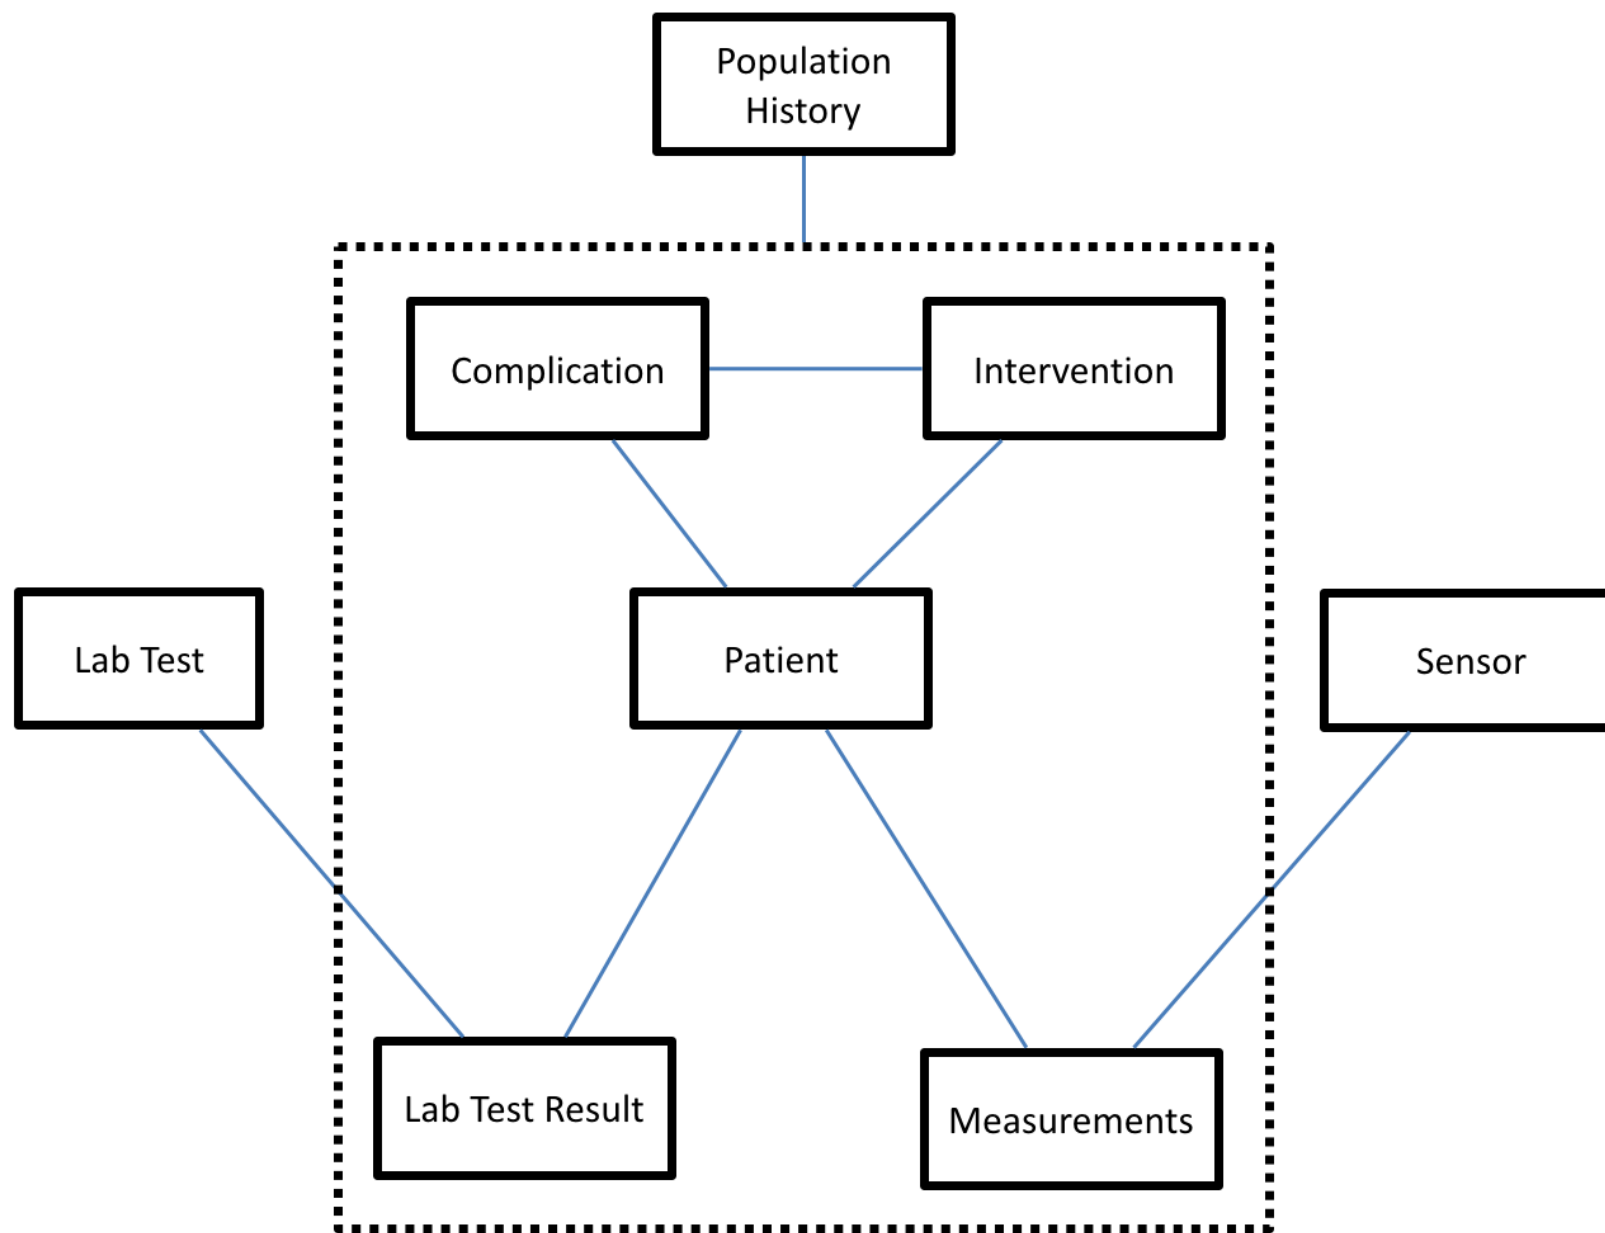 Population
History
Complication
Intervention
Lab Test
Patient
Sensor
Lab Test Result
Measurements